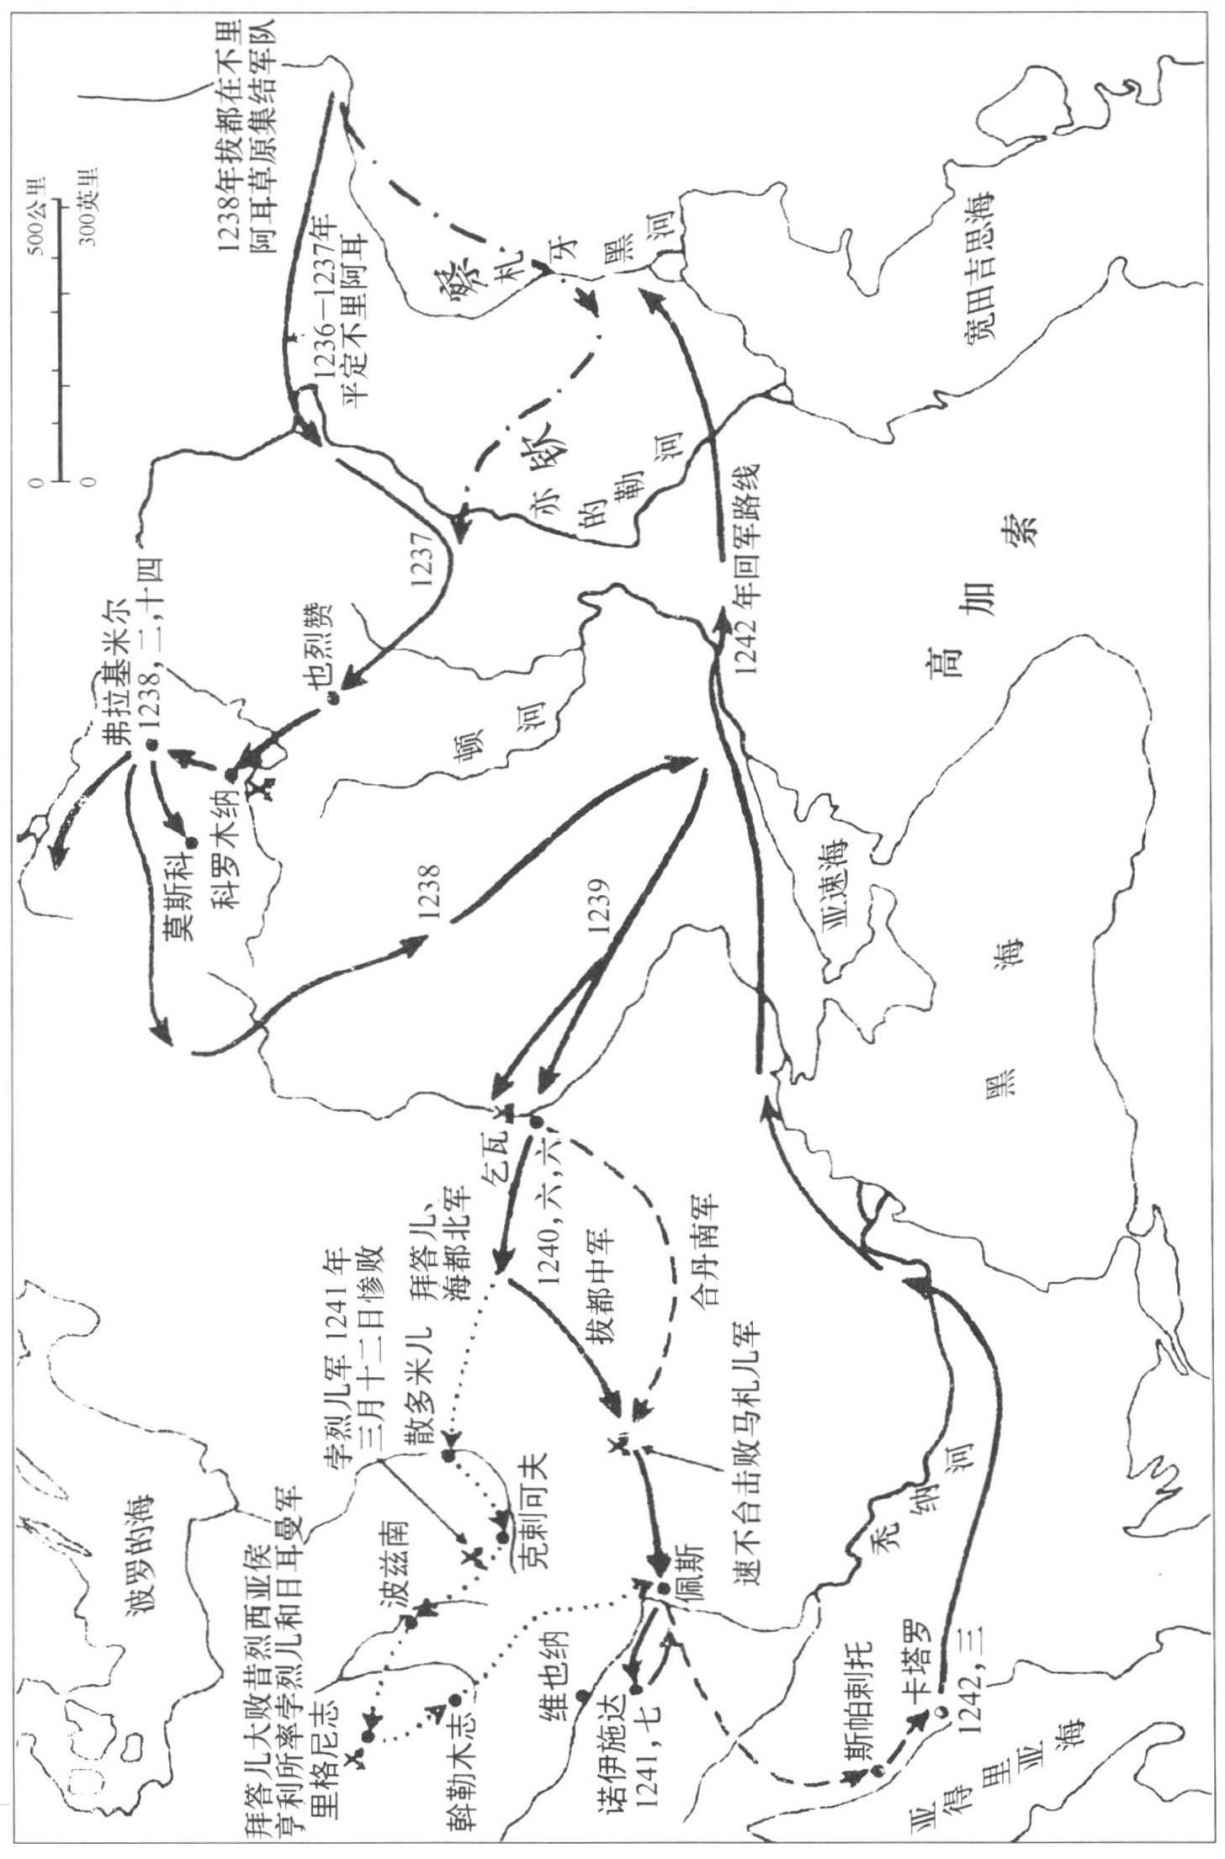 500公里
0
300英里
0
1238年拔都在不里
阿耳草原集结军队
1236—1237年
平定不里阿耳
札牙黑河
亦的勒河
宽田吉思海
1237
也烈赞
弗拉基米尔
1238,二,十四
科罗木纳
莫斯科
顿河
1242年回军路线
高加索
亚速海
黑海
1238
1239
乞瓦
1240,六,六
拜答儿、
海都北军
拔都中军
合丹南军
孛烈儿军1241年
三月十二日惨败
散多米儿
克剌可夫
速不台击败马札儿军
波罗的海
拜答儿大败昔烈西亚侯
亨利所率孛烈儿和日耳曼军
里格尼志
波兹南
斡勒木志
维也纳
佩斯
诺伊施达
1241,七
秃纳河
斯帕剌托
卡塔罗
1242,三
亚得里亚海